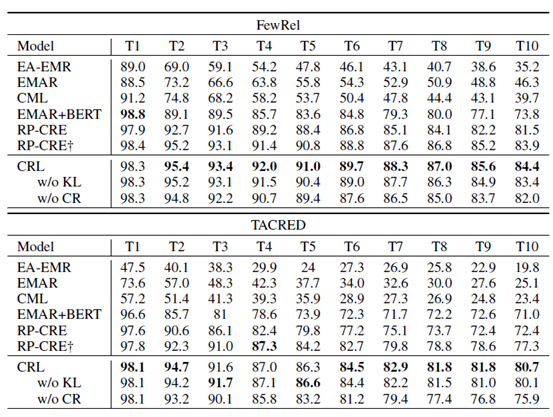 FewRel
Model T1 T2 T3 T4 T5 T6 T7 T8 T9 T10
EA-EMR 89.0 69.0 59.1 54.2 47.8 46.1 43.1 40.7 38.6 35.2
EMAR 88.5 73.2 66.6 63.8 55.8 54.3 52.9 50.9 48.8 46.3
CML 91.2 74.8 68.2 58.2 53.7 50.4 47.8 44.4 43.1 39.7
EMAR+BERT 98.8 89.1 89.5 85.7 83.6 84.8 79.3 80.0 77.1 73.8
RP-CRE 97.9 92.7 91.6 89.2 88.4 86.8 85.1 84.1 82.2 81.5
RP-CRE† 98.4 95.2 93.1 91.4 90.8 88.8 87.6 86.8 85.2 83.9
CRL 98.3 95.4 93.4 92.0 91.0 89.7 88.3 87.0 85.6 84.4
w/o KL 98.3 95.2 93.1 91.5 90.4 89.0 87.7 86.3 84.9 83.4
w/o CR 98.3 94.8 92.2 90.7 89.4 87.6 86.5 85.0 83.7 82.0
TACRED
Model T1 T2 T3 T4 T5 T6 T7 T8 T9 T10
EA-EMR 47.5 40.1 38.3 29.9 24 27.3 26.9 25.8 22.9 19.8
EMAR 73.6 57.0 48.3 42.3 37.7 34.0 32.6 30.0 27.6 25.1
CML 57.2 51.4 41.3 39.3 35.9 28.9 27.3 26.9 24.8 23.4
EMAR+BERT 96.6 85.7 81 78.6 73.9 72.3 71.7 72.2 72.6 71.0
RP-CRE 97.6 90.6 86.1 82.4 79.8 77.2 75.1 73.7 72.4 72.4
RP-CRE† 97.8 92.3 91.0 87.3 84.2 82.7 79.8 78.8 78.6 77.3
CRL 98.1 94.7 91.6 87.0 86.3 84.5 82.9 81.8 81.8 80.7
w/o KL 98.1 94.2 91.7 87.1 86.6 84.4 82.2 81.5 81.0 80.1
w/o CR 98.1 93.2 90.1 85.8 83.2 81.2 79.4 77.4 76.8 75.9